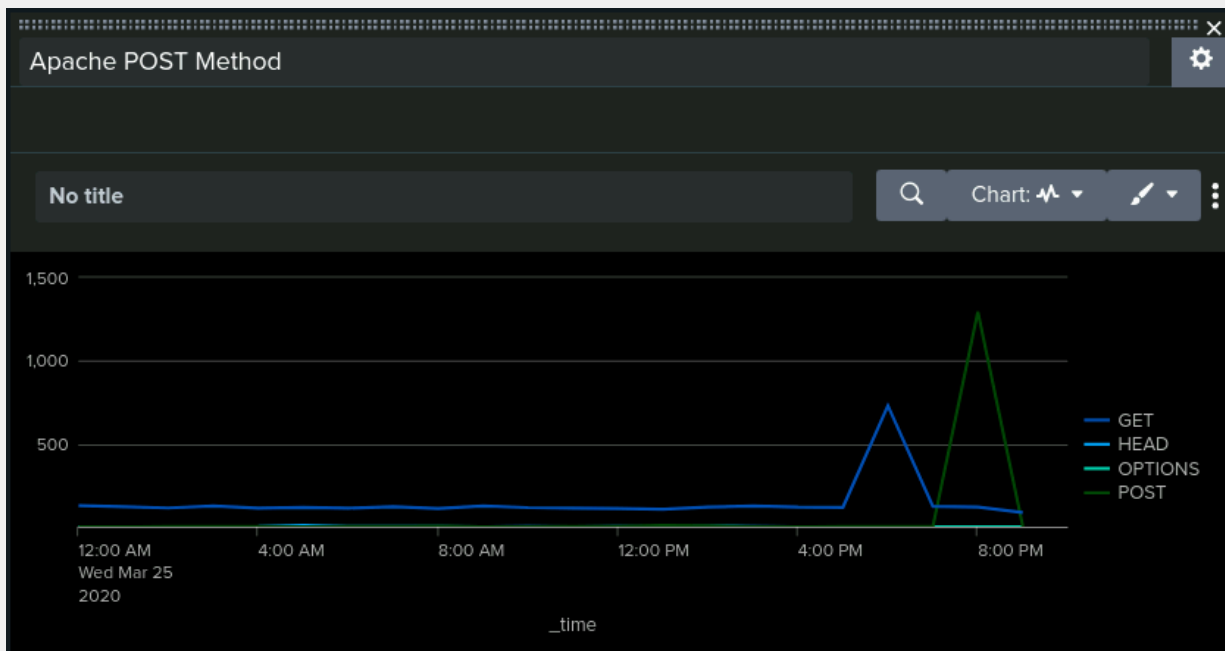 Apache POST Method
No title
Chart:
1,500
1,000
500
GET
HEAD
OPTIONS
POST
12:00 AM
Wed Mar 25
2020
4:00 AM
8:00 AM
12:00 PM
4:00 PM
8:00 PM
_time